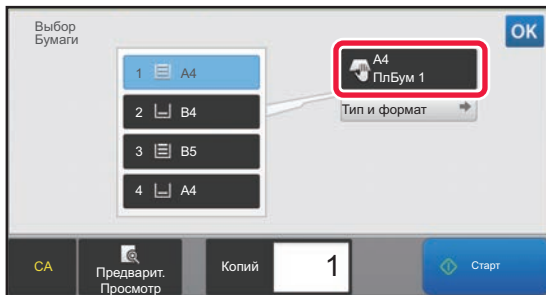 Выбор
Бумаги
OK
1 A4
2 B4
3 B5
4 A4
A4
ПлБум 1
Тип и формат
CA
Предварит.
Просмотр
Копий
1
Старт